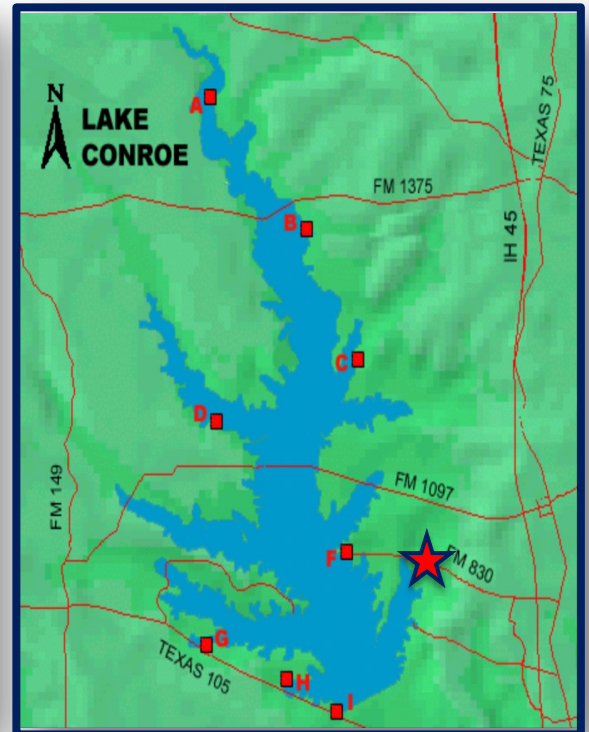 N
LAKE
CONROE
A
TEXAS 75
FM 1375
IH 45
B
C
D
FM 149
FM 1097
F
FM 830
G
TEXAS 105
H
I